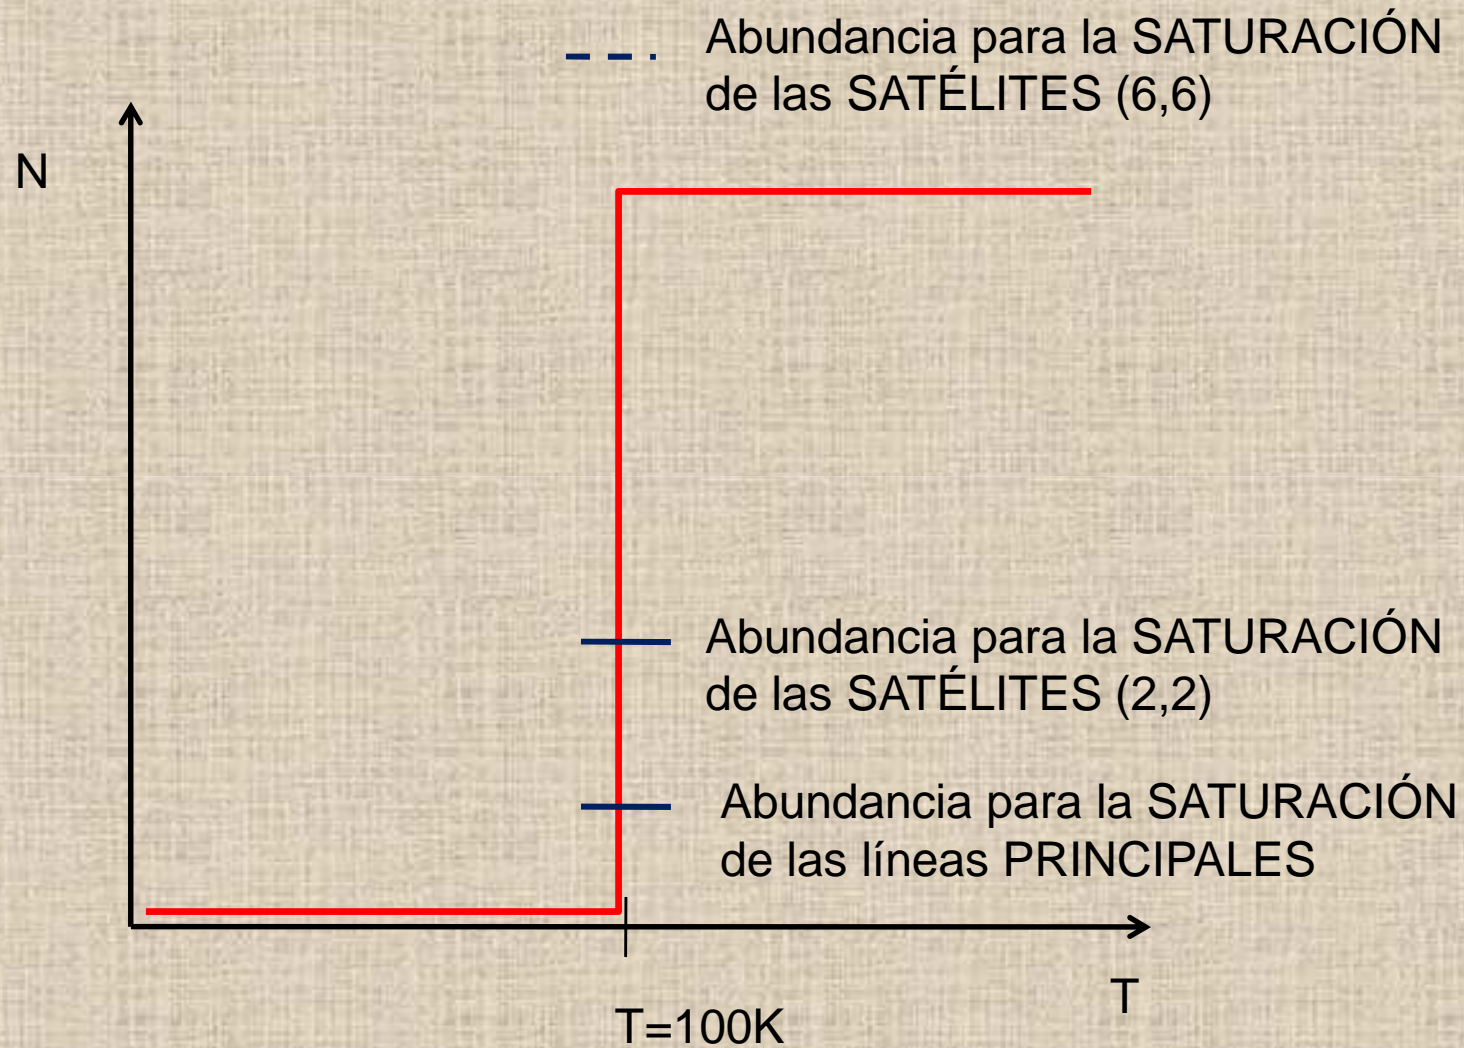 Abundancia para la SATURACIÓN
de las SATÉLITES (6,6)
N
Abundancia para la SATURACIÓN
de las SATÉLITES (2,2)
Abundancia para la SATURACIÓN
de las líneas PRINCIPALES
T
T=100K